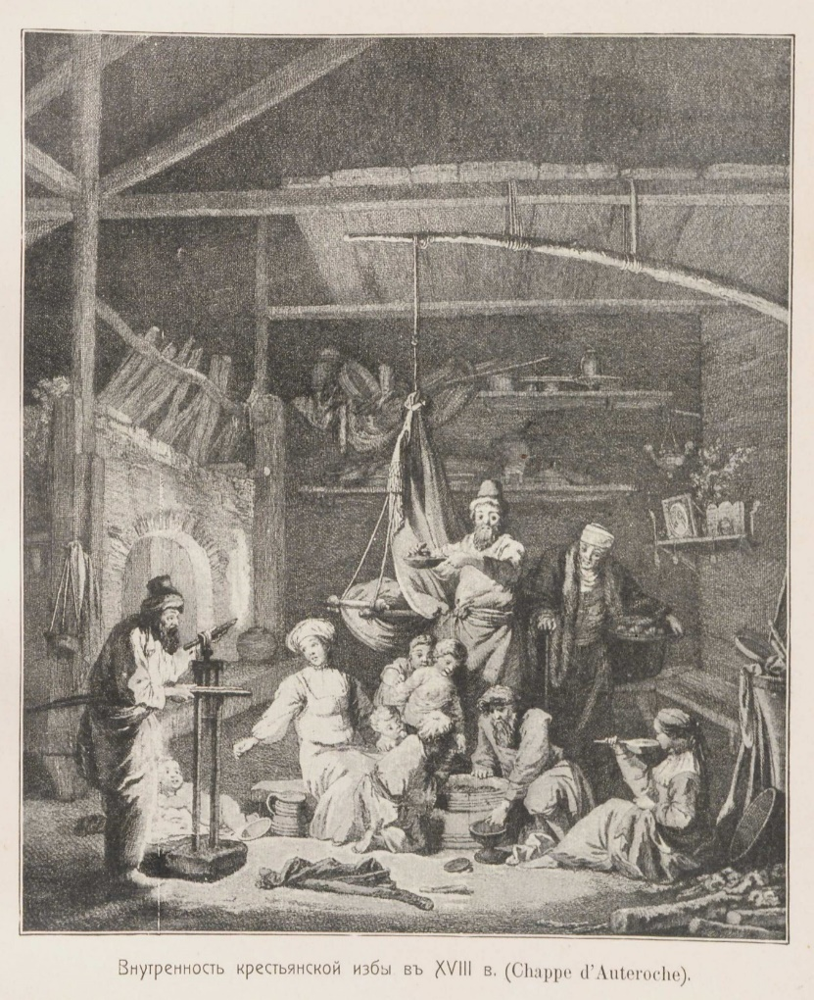 Внутренность крестьянской избы въ XVIII в. (Chappe d'Auteroche).